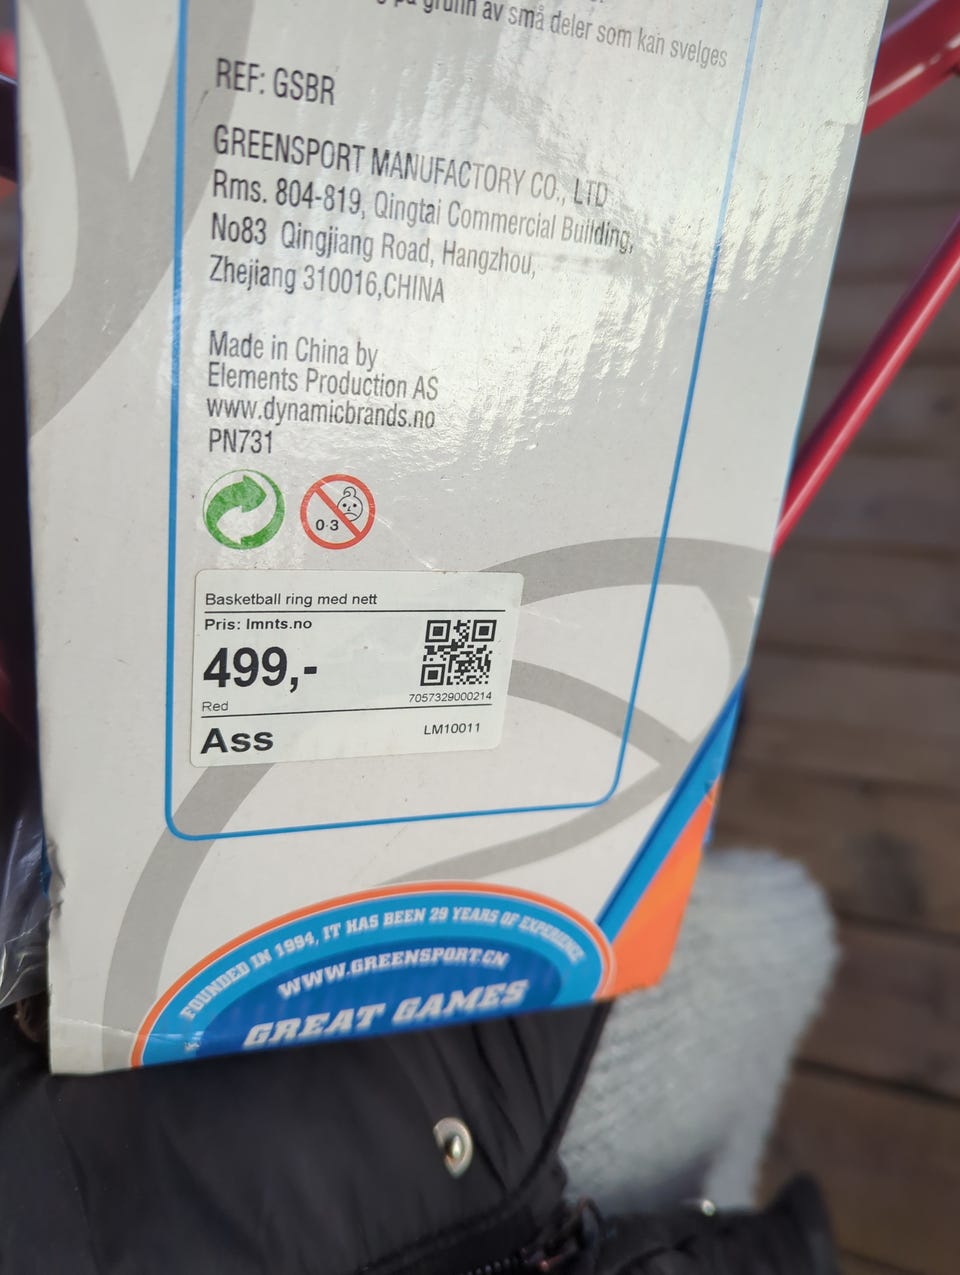 på grunn av små deler som kan svelges
REF: GSBR
GREENSPORT MANUFACTORY CO., LTD
Rms. 804-819, Qingtai Commercial Building,
No83 Qingjiang Road, Hangzhou,
Zhejiang 310016,CHINA
Made in China by
Elements Production AS
www.dynamicbrands.no
PN731
0-3
Basketball ring med nett
Pris: lmnts.no
499,-
7057329000214
Red
Ass
LM10011
FOUNDED IN 1994, IT HAS BEEN 29 YEARS OF EXPERIENCE
WWW.GREENSPORT.CN
GREAT GAMES